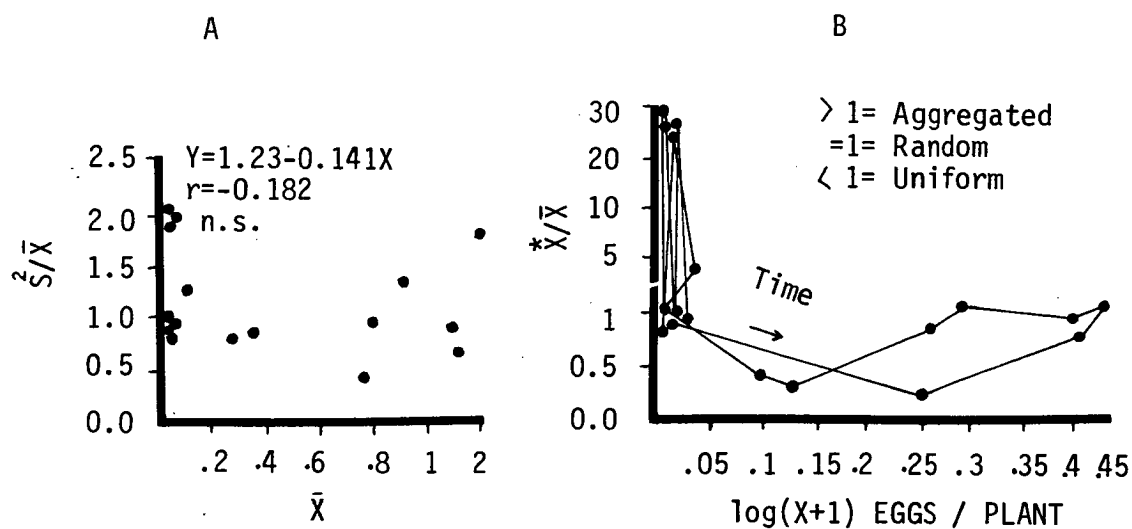 A
Y=1.23-0.141X
r=-0.182
n.s.
2.5
2.0
1.5
1.0
0.5
0.0
S²/X̄
.2 .4 .6 .8 1 2
X̄
B
> 1= Aggregated
=1= Random
< 1= Uniform
30
20
10
5
1
0.5
0.0
X*/X̄
Time
.05 .1 .15 .2 .25 .3 .35 .4 .45
log(X+1) EGGS / PLANT